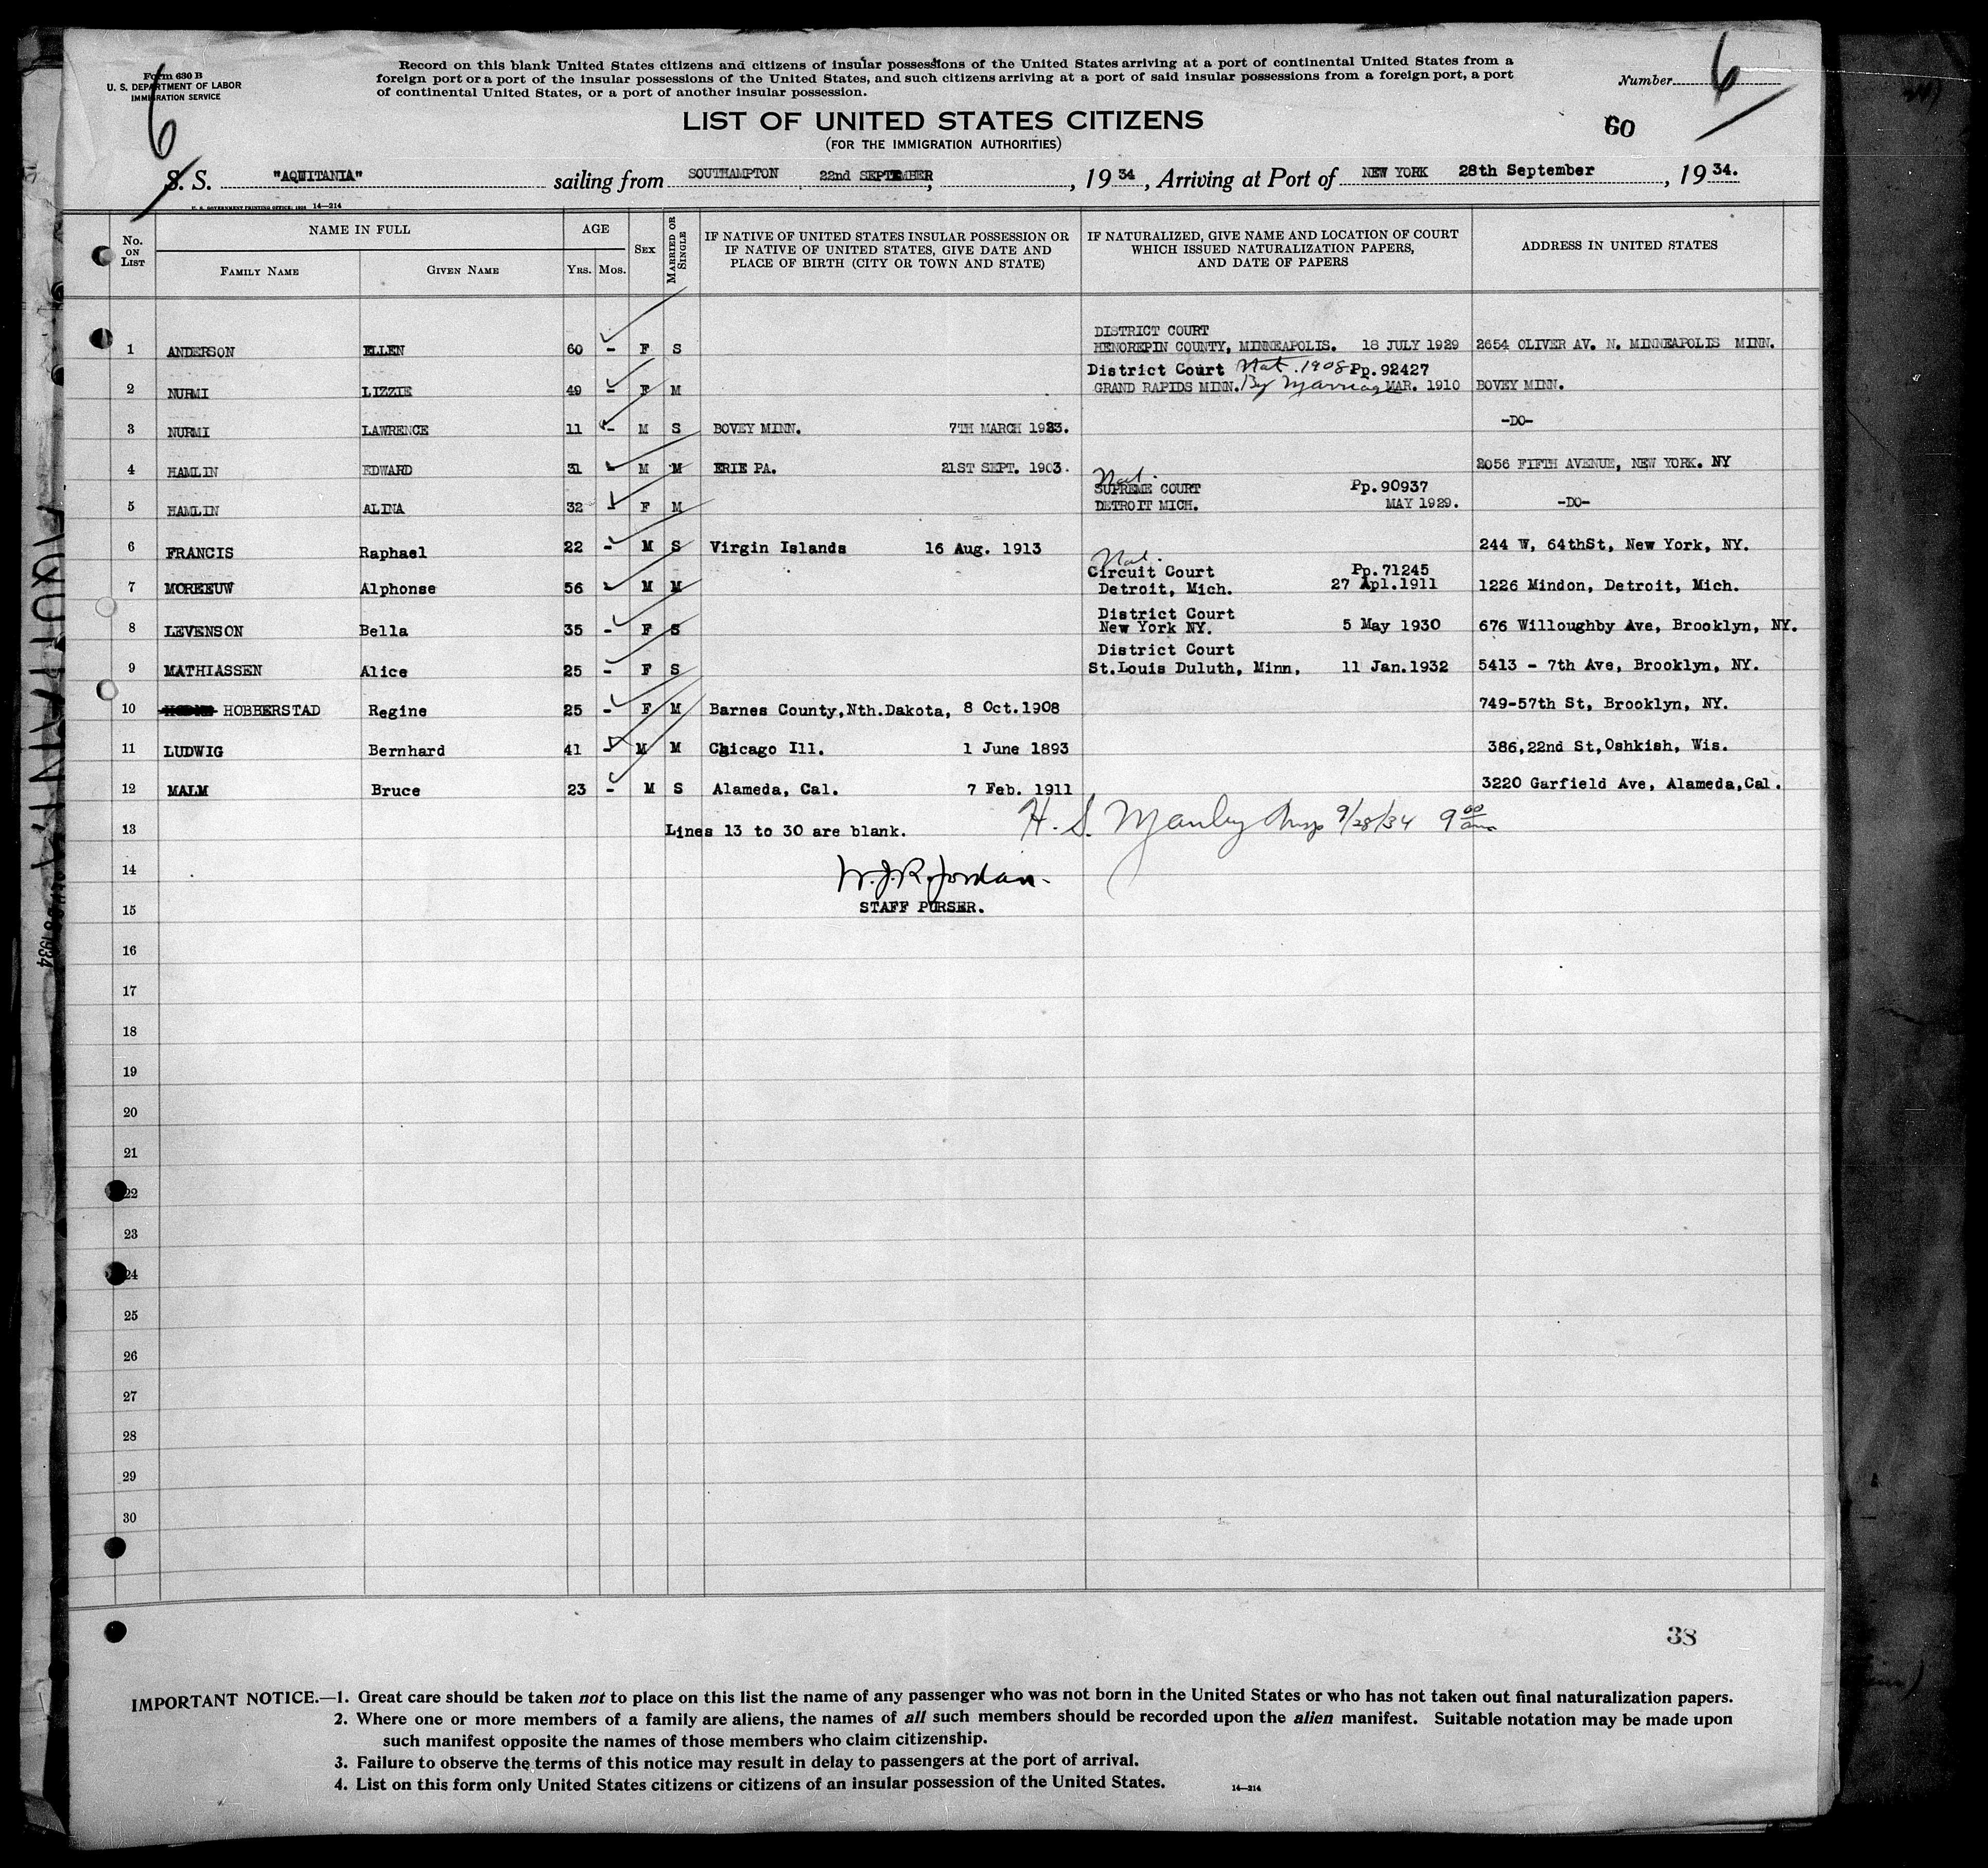 Form 630 B
U. S. DEPARTMENT OF LABOR
IMMIGRATION SERVICE
6
Record on this blank United States citizens and citizens of insular possessions of the United States arriving at a port of continental United States from a
foreign port or a port of the insular possessions of the United States, and such citizens arriving at a port of said insular possessions from a foreign port, a port
of continental United States, or a port of another insular possession.
Number 6
LIST OF UNITED STATES CITIZENS
(FOR THE IMMIGRATION AUTHORITIES)
60
S. S. "AQUITANIA" sailing from SOUTHAMPTON 22nd SEPTEMBER, , 19 34, Arriving at Port of NEW YORK 28th September, 19 34.
U. S. GOVERNMENT PRINTING OFFICE: 14—214
No. ON LIST
NAME IN FULL
FAMILY NAME
GIVEN NAME
AGE
YRS. MOS.
SEX
MARRIED OR SINGLE
IF NATIVE OF UNITED STATES INSULAR POSSESSION OR
IF NATIVE OF UNITED STATES, GIVE DATE AND
PLACE OF BIRTH (CITY OR TOWN AND STATE)
IF NATURALIZED, GIVE NAME AND LOCATION OF COURT
WHICH ISSUED NATURALIZATION PAPERS,
AND DATE OF PAPERS
ADDRESS IN UNITED STATES
DISTRICT COURT
1 ANDERSON ELLEN 60 - F S HENOREPIN COUNTY, MINNEAPOLIS. 18 JULY 1929 2654 OLIVER AV. N. MINNEAPOLIS MINN.
District Court Nat. 1908 Pp. 92427
2 NURMI LIZZIE 49 - F M GRAND RAPIDS MINN. By Marriage MAR. 1910 BOVEY MINN.
3 NURMI LAWRENCE 11 - M S BOVEY MINN. 7TH MARCH 1923. -DO-
4 HAMLIN EDWARD 31 - M M ERIE PA. 21ST SEPT. 1903. 2056 FIFTH AVENUE, NEW YORK. NY
Nat.
SUPREME COURT Pp. 90937
5 HAMLIN ALINA 32 - F M DETROIT MICH. MAY 1929. -DO-
6 FRANCIS Raphael 22 - M S Virgin Islands 16 Aug. 1913 244 W, 64thSt, New York, NY.
Nat.
Circuit Court Pp. 71245
7 MOREEUW Alphonse 56 - M M Detroit, Mich. 27 Apl.1911 1226 Mindon, Detroit, Mich.
District Court
8 LEVENSON Bella 35 - F S New York NY. 5 May 1930 676 Willoughby Ave, Brooklyn, NY.
District Court
9 MATHIASSEN Alice 25 - F S St.Louis Duluth, Minn, 11 Jan.1932 5413 - 7th Ave, Brooklyn, NY.
10 HOBBERSTAD Regine 25 - F M Barnes County,Nth.Dakota, 8 Oct.1908 749-57th St, Brooklyn, NY.
11 LUDWIG Bernhard 41 - M M Chicago Ill. 1 June 1893 386,22nd St,Oshkish, Wis.
12 MALM Bruce 23 - M S Alameda, Cal. 7 Feb. 1911 3220 Garfield Ave, Alameda,Cal.
13 Lines 13 to 30 are blank. H. S. Manley Insp 9/28/34 9 00 am
14 W.J.R.Jordan.
15 STAFF PURSER.
16
17
18
19
20
21
22
23
24
25
26
27
28
29
30
AQUITANIA
1934
38
IMPORTANT NOTICE.—1. Great care should be taken not to place on this list the name of any passenger who was not born in the United States or who has not taken out final naturalization papers.
2. Where one or more members of a family are aliens, the names of all such members should be recorded upon the alien manifest. Suitable notation may be made upon
such manifest opposite the names of those members who claim citizenship.
3. Failure to observe the terms of this notice may result in delay to passengers at the port of arrival.
4. List on this form only United States citizens or citizens of an insular possession of the United States.
14—214